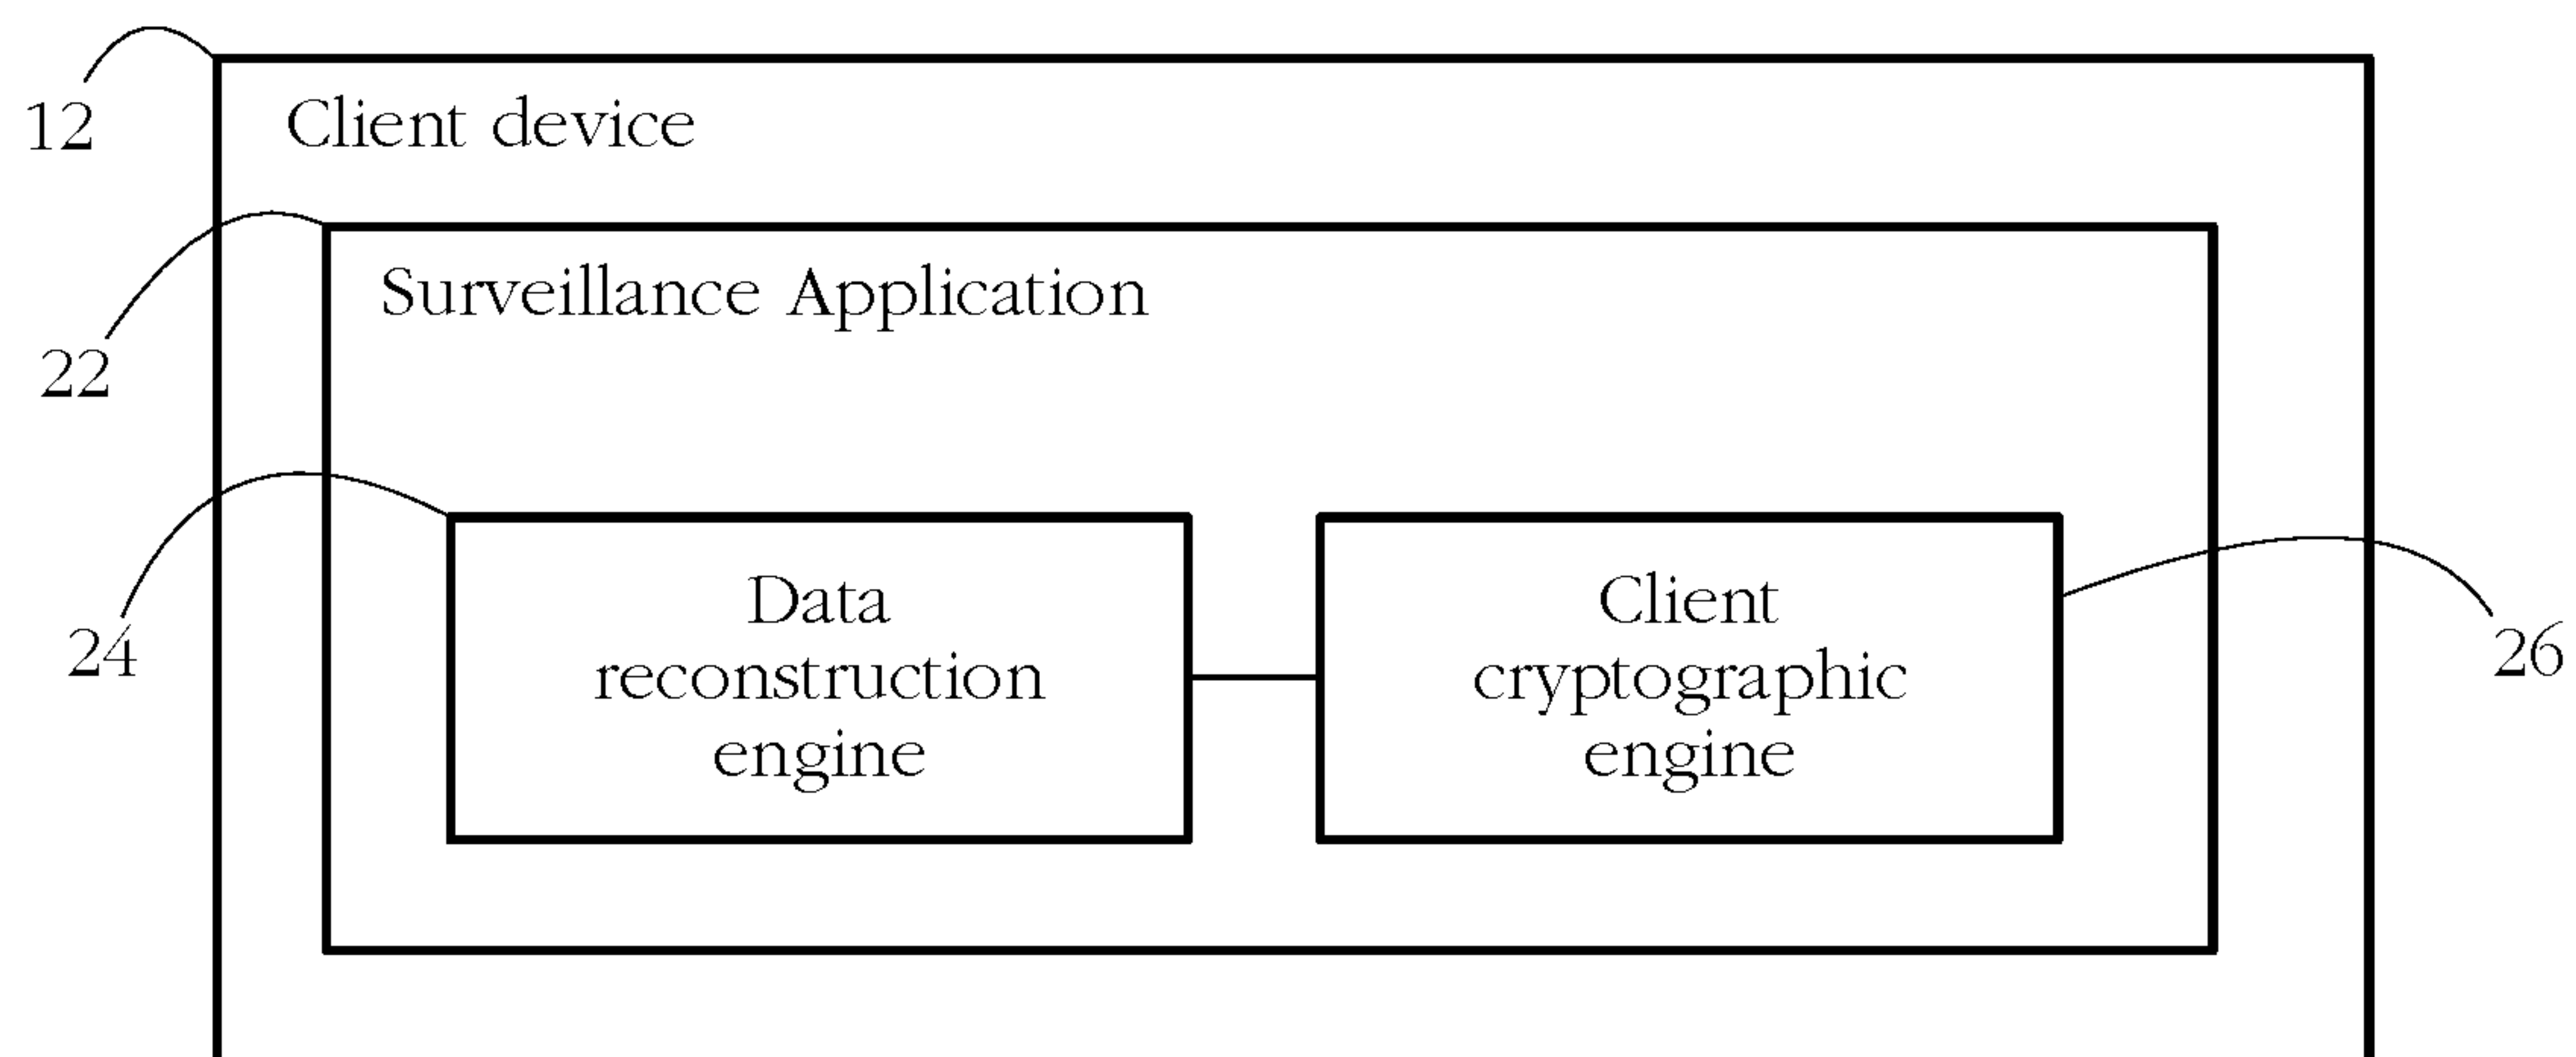 12
Client device
22
Surveillance Application
24
Data
reconstruction
engine
Client
cryptographic
engine
26